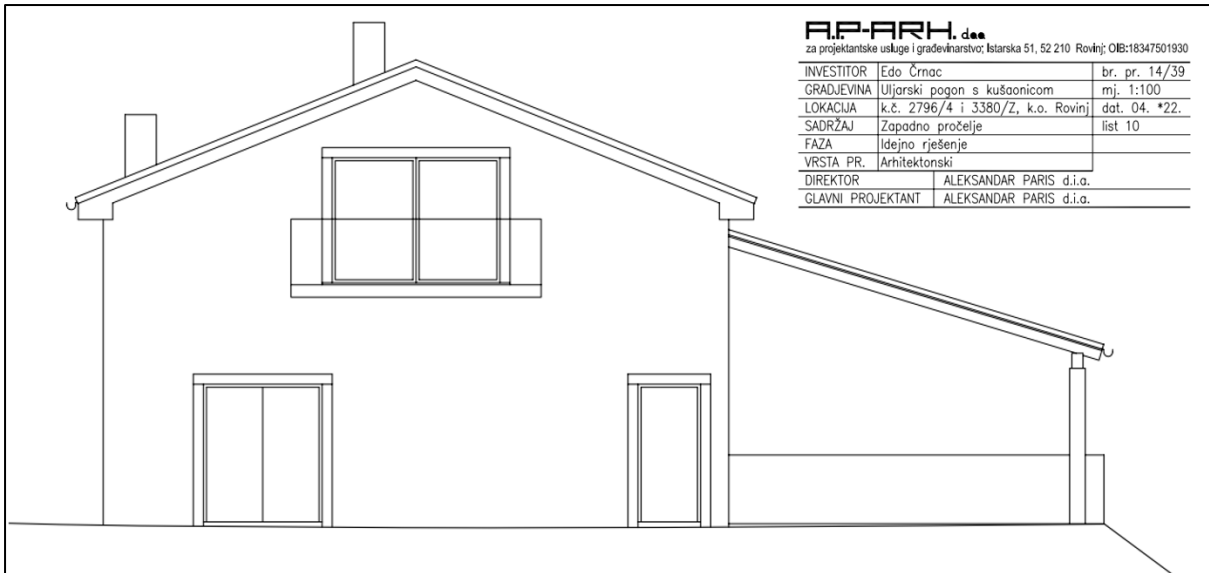 A.P-ARH. doo
za projektantske usluge i građevinarstvo; Istarska 51, 52 210 Rovinj; OIB:18347501930
INVESTITOR Edo Črnac br. pr. 14/39
GRADJEVINA Uljarski pogon s kušaonicom mj. 1:100
LOKACIJA k.č. 2796/4 i 3380/Z, k.o. Rovinj dat. 04. *22.
SADRŽAJ Zapadno pročelje list 10
FAZA Idejno rješenje
VRSTA PR. Arhitektonski
DIREKTOR ALEKSANDAR PARIS d.i.a.
GLAVNI PROJEKTANT ALEKSANDAR PARIS d.i.a.